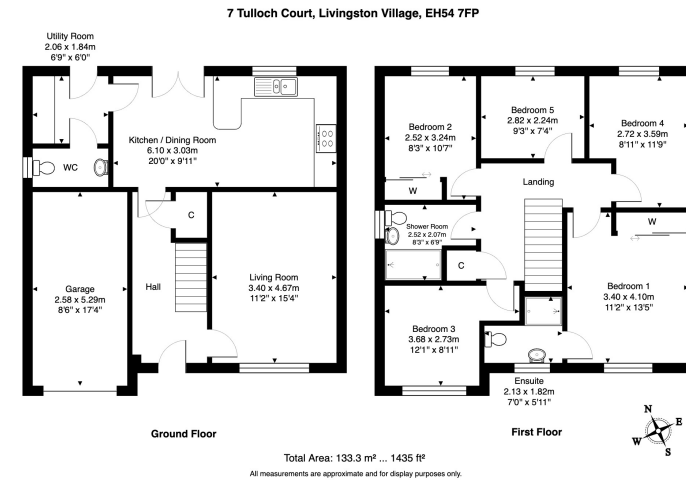 7 Tulloch Court, Livingston Village, EH54 7FP
Utility Room
2.06 x 1.84m
6'9" x 6'0"
Kitchen / Dining Room
6.10 x 3.03m
20'0" x 9'11"
WC
C
Garage
2.58 x 5.29m
8'6" x 17'4"
Hall
Living Room
3.40 x 4.67m
11'2" x 15'4"
Ground Floor
Bedroom 2
2.52 x 3.24m
8'3" x 10'7"
W
Bedroom 5
2.82 x 2.24m
9'3" x 7'4"
Bedroom 4
2.72 x 3.59m
8'11" x 11'9"
Landing
Shower Room
2.52 x 2.07m
8'3" x 6'9"
C
W
Bedroom 1
3.40 x 4.10m
11'2" x 13'5"
Bedroom 3
3.68 x 2.73m
12'1" x 8'11"
Ensuite
2.13 x 1.82m
7'0" x 5'11"
First Floor
N
E
W
S
Total Area: 133.3 m² ... 1435 ft²
All measurements are approximate and for display purposes only.